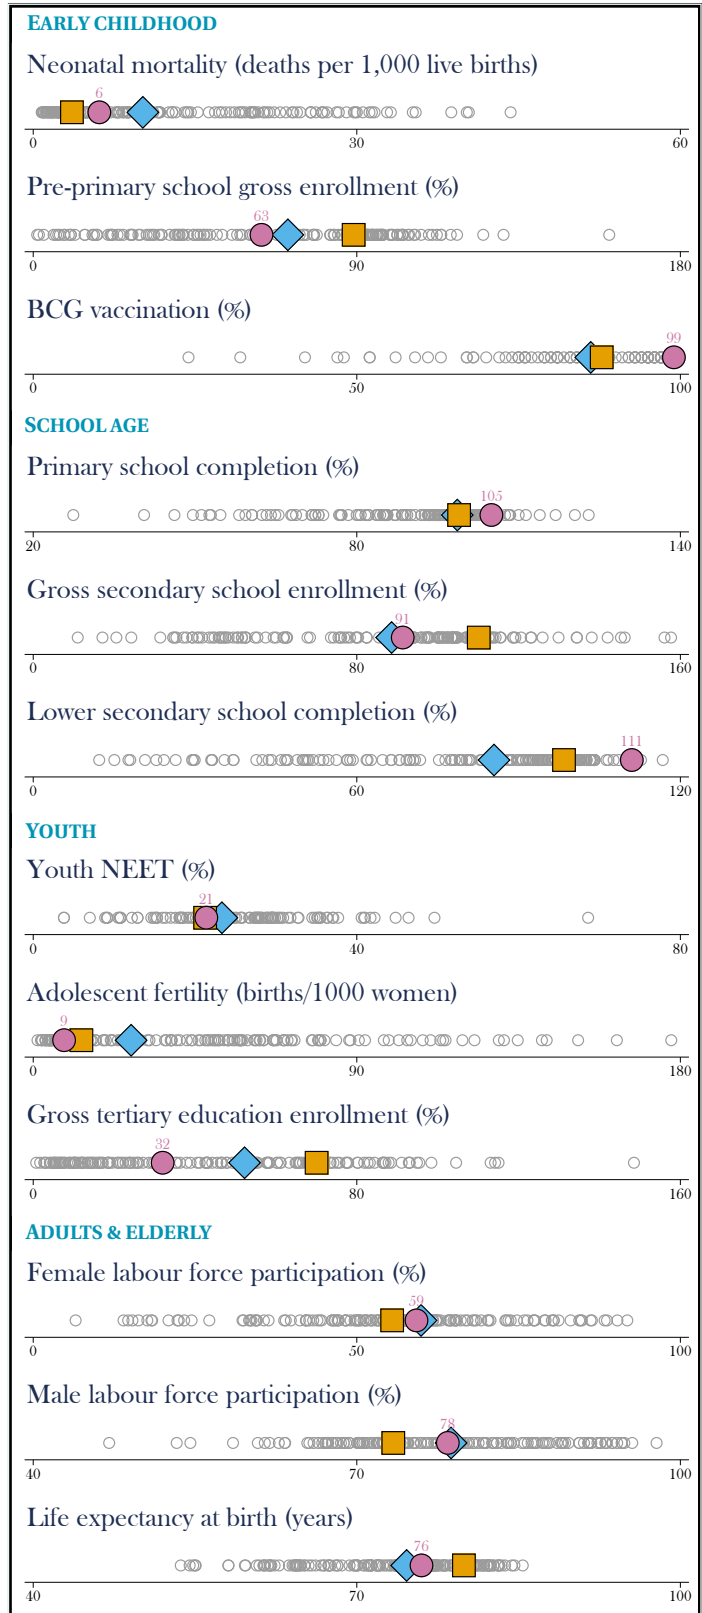 EARLY CHILDHOOD
Neonatal mortality (deaths per 1,000 live births)
6
0 30 60
Pre-primary school gross enrollment (%)
63
0 90 180
BCG vaccination (%)
99
0 50 100
SCHOOL AGE
Primary school completion (%)
105
20 80 140
Gross secondary school enrollment (%)
91
0 80 160
Lower secondary school completion (%)
111
0 60 120
YOUTH
Youth NEET (%)
21
0 40 80
Adolescent fertility (births/1000 women)
9
0 90 180
Gross tertiary education enrollment (%)
32
0 80 160
ADULTS & ELDERLY
Female labour force participation (%)
59
0 50 100
Male labour force participation (%)
78
40 70 100
Life expectancy at birth (years)
76
40 70 100